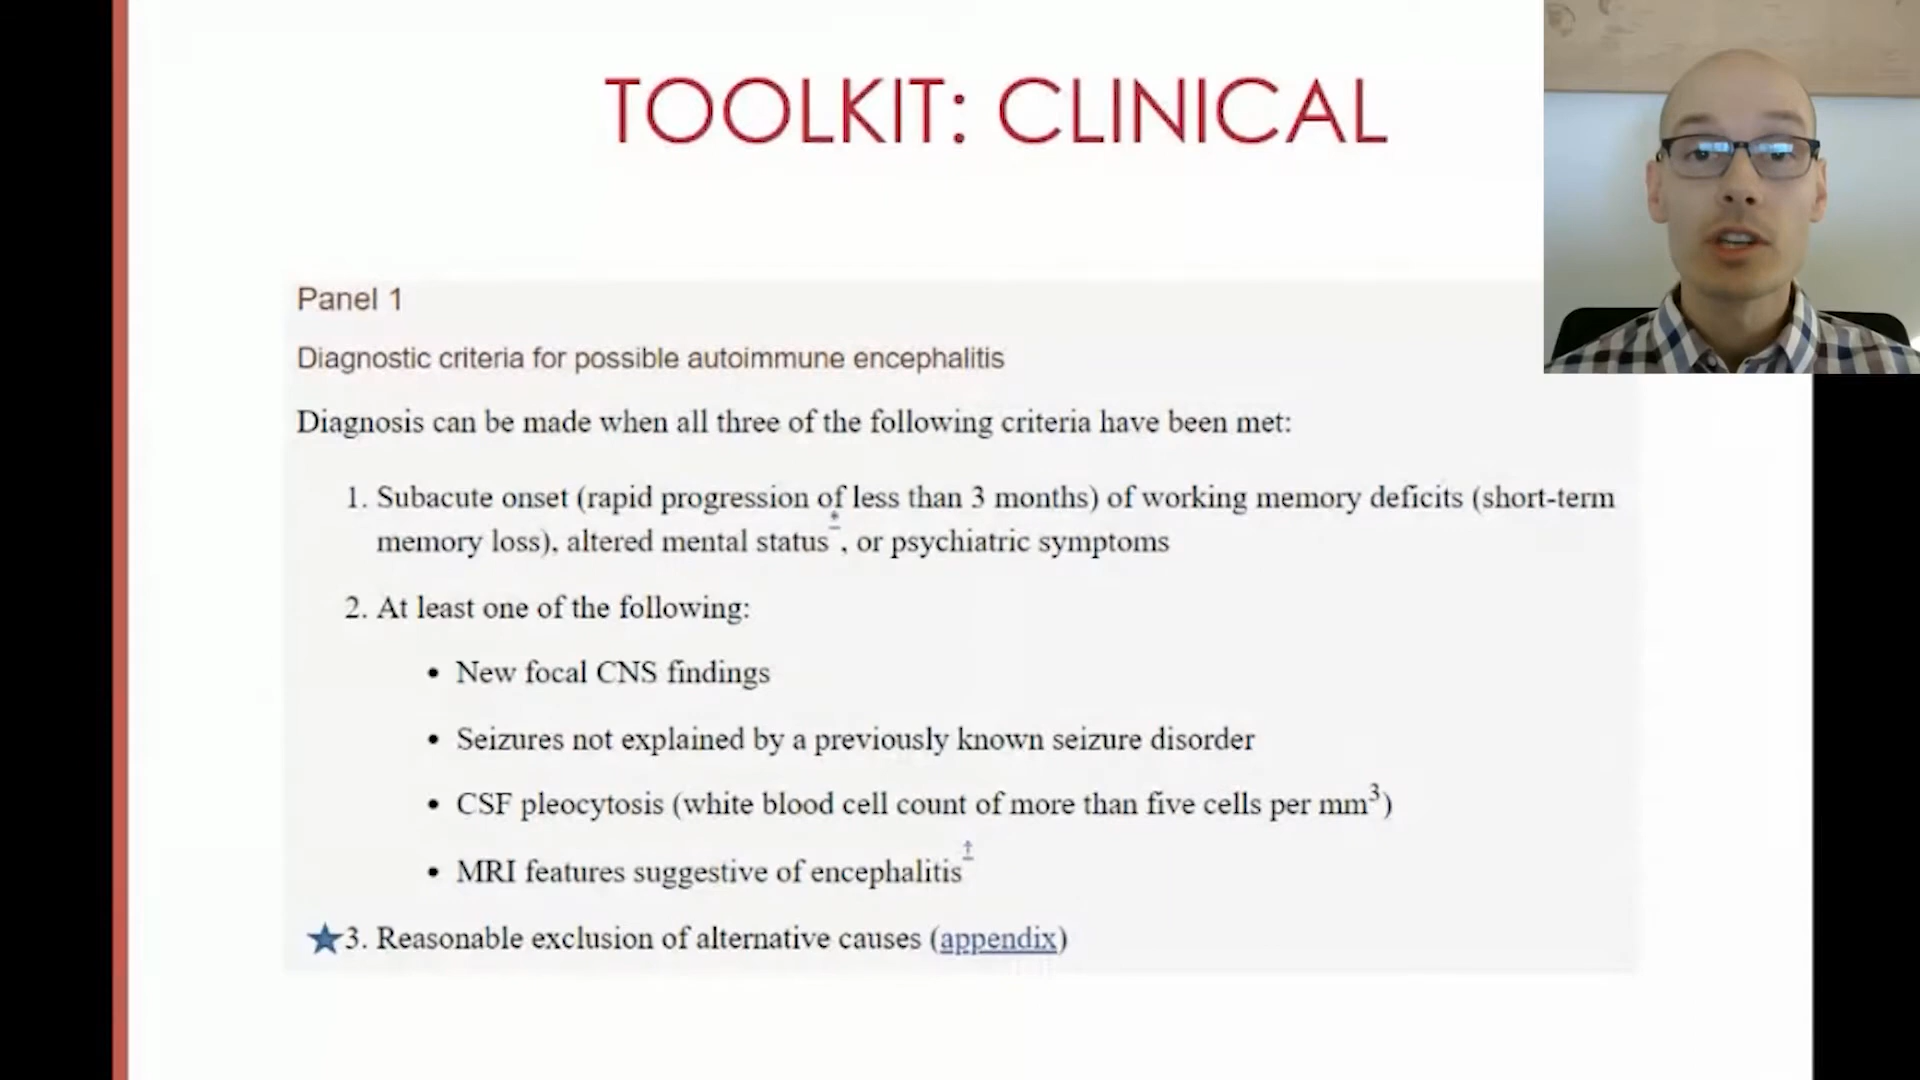 TOOLKIT: CLINICAL
Panel 1
Diagnostic criteria for possible autoimmune encephalitis
Diagnosis can be made when all three of the following criteria have been met:
1. Subacute onset (rapid progression of less than 3 months) of working memory deficits (short-term
memory loss), altered mental status*, or psychiatric symptoms
2. At least one of the following:
• New focal CNS findings
• Seizures not explained by a previously known seizure disorder
• CSF pleocytosis (white blood cell count of more than five cells per mm³)
• MRI features suggestive of encephalitis†
★3. Reasonable exclusion of alternative causes (appendix)